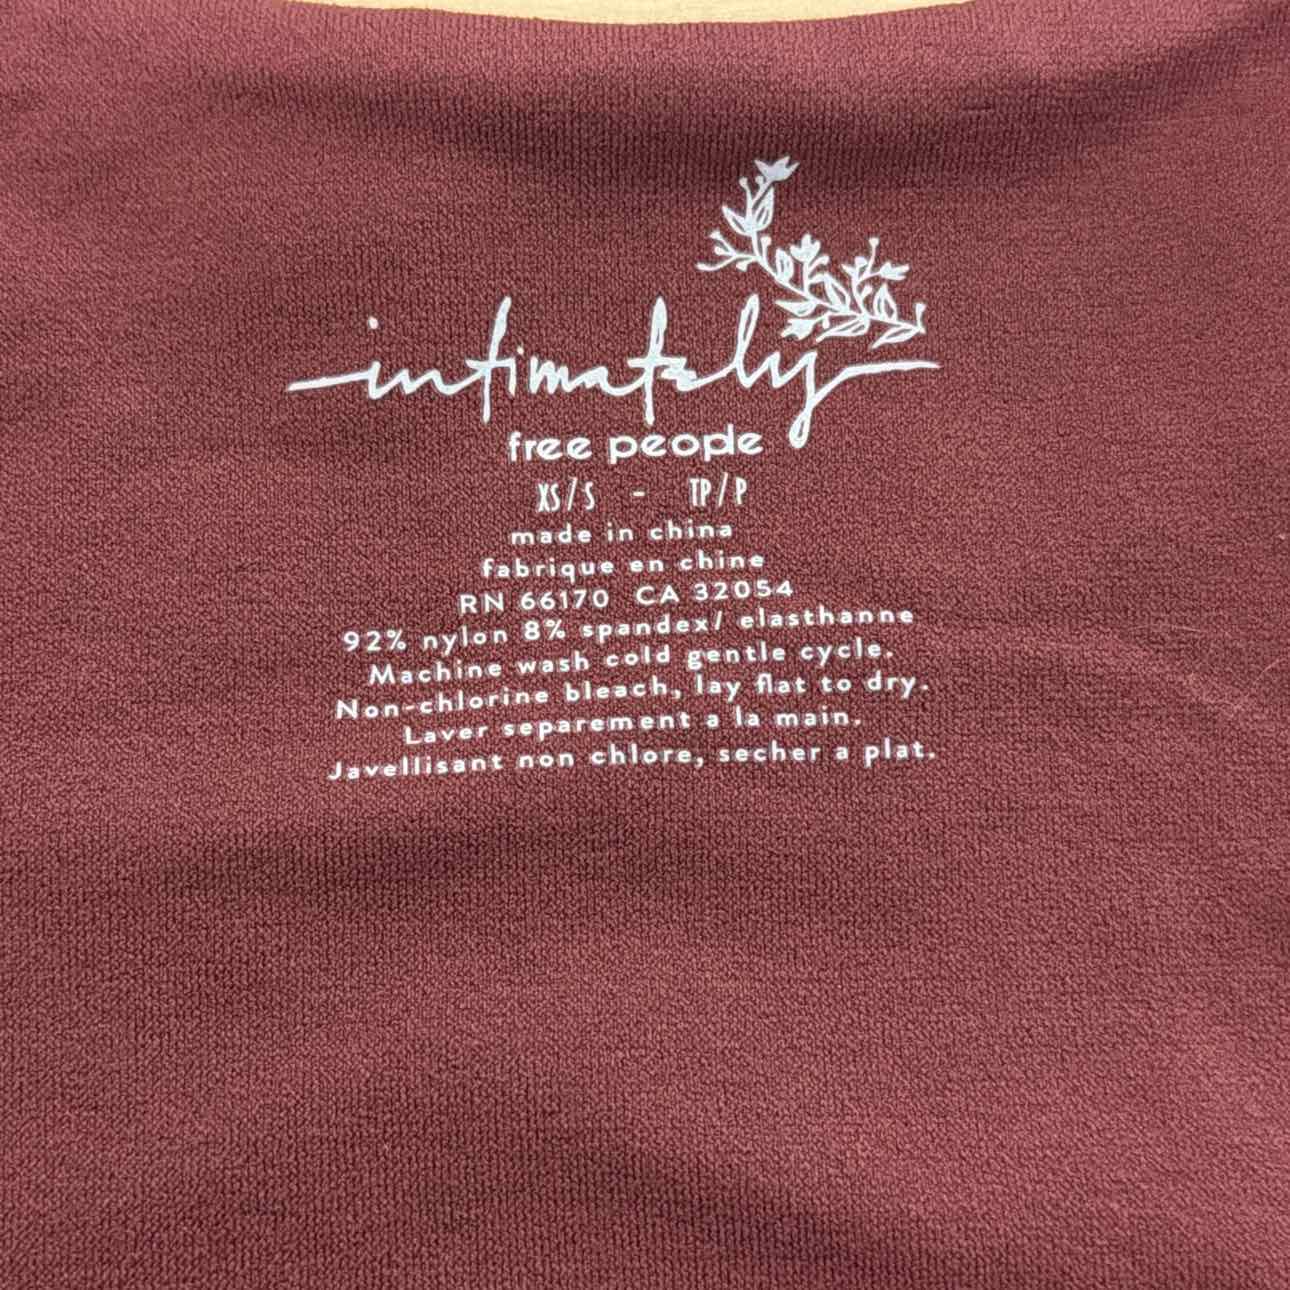 intimately
free people
XS/S - TP/P
made in china
fabrique en chine
RN 66170 CA 32054
92% nylon 8% spandex/ elasthanne
Machine wash cold gentle cycle.
Non-chlorine bleach, lay flat to dry.
Laver separement a la main.
Javellisant non chlore, secher a plat.